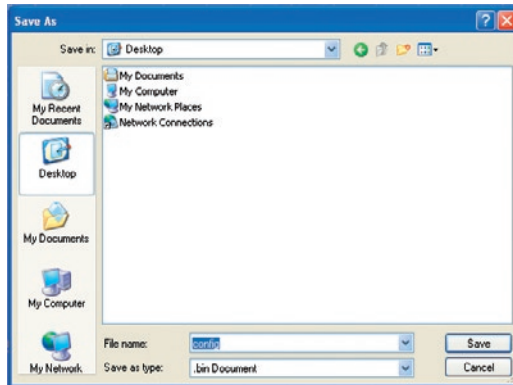 Save As
Save in:
Desktop
My Recent
Documents
Desktop
My Documents
My Computer
My Network
My Documents
My Computer
My Network Places
Network Connections
File name:
config
Save
Save as type:
.bin Document
Cancel